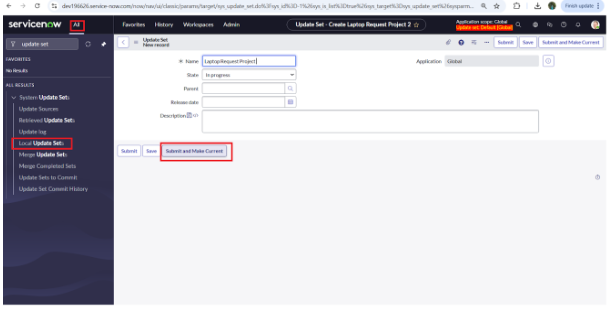 dev196626.service-now.com/now/nav/ui/classic/params/target/sys_update_set.do%3Fsys_id%3D-1%26sys_is_list%3Dtrue%26sys_target%3Dsys_update_set%26sysparm...
Finish update
servicenow
All
Favorites
History
Workspaces
Admin
Update Set - Create Laptop Request Project 2
Application scope: Global
Update set: Default [Global]
update set
FAVORITES
No Results
ALL RESULTS
System Update Sets
Update Sources
Retrieved Update Sets
Update log
Local Update Sets
Merge Update Sets
Merge Completed Sets
Update Sets to Commit
Update Set Commit History
Update Set
New record
Submit
Save
Submit and Make Current
Name
Laptop Request Project
Application
Global
State
In progress
Parent
Release date
Description
Submit
Save
Submit and Make Current